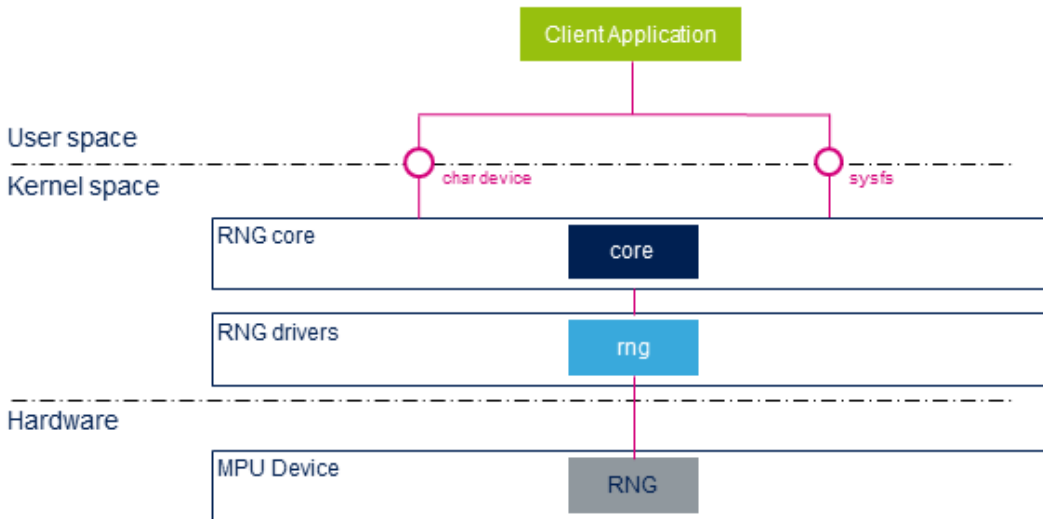 Client Application
User space
char device
sysfs
Kernel space
RNG core
core
RNG drivers
rng
Hardware
MPU Device
RNG